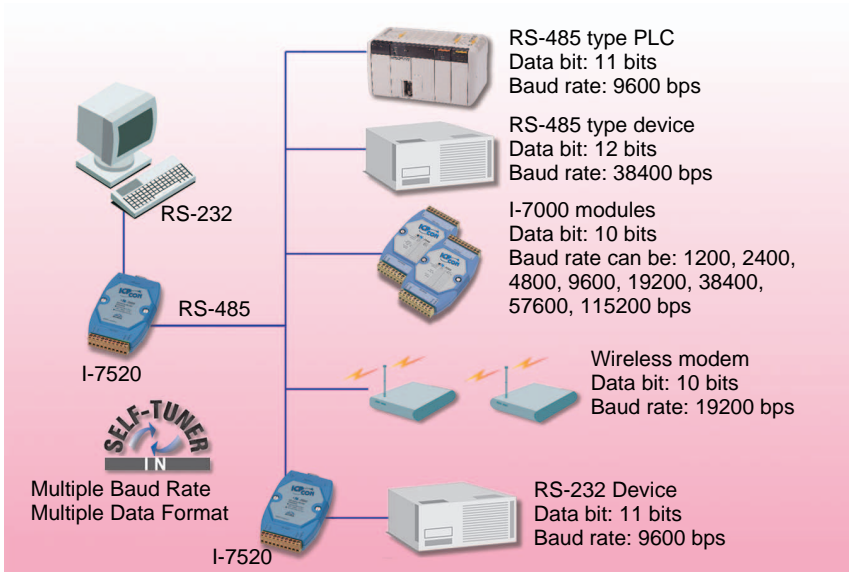 RS-485 type PLC
Data bit: 11 bits
Baud rate: 9600 bps
RS-485 type device
Data bit: 12 bits
Baud rate: 38400 bps
RS-232
I-7000 modules
Data bit: 10 bits
Baud rate can be: 1200, 2400,
4800, 9600, 19200, 38400,
57600, 115200 bps
RS-485
I-7520
Wireless modem
Data bit: 10 bits
Baud rate: 19200 bps
SELF-TUNER
IN
Multiple Baud Rate
Multiple Data Format
RS-232 Device
Data bit: 11 bits
Baud rate: 9600 bps
I-7520